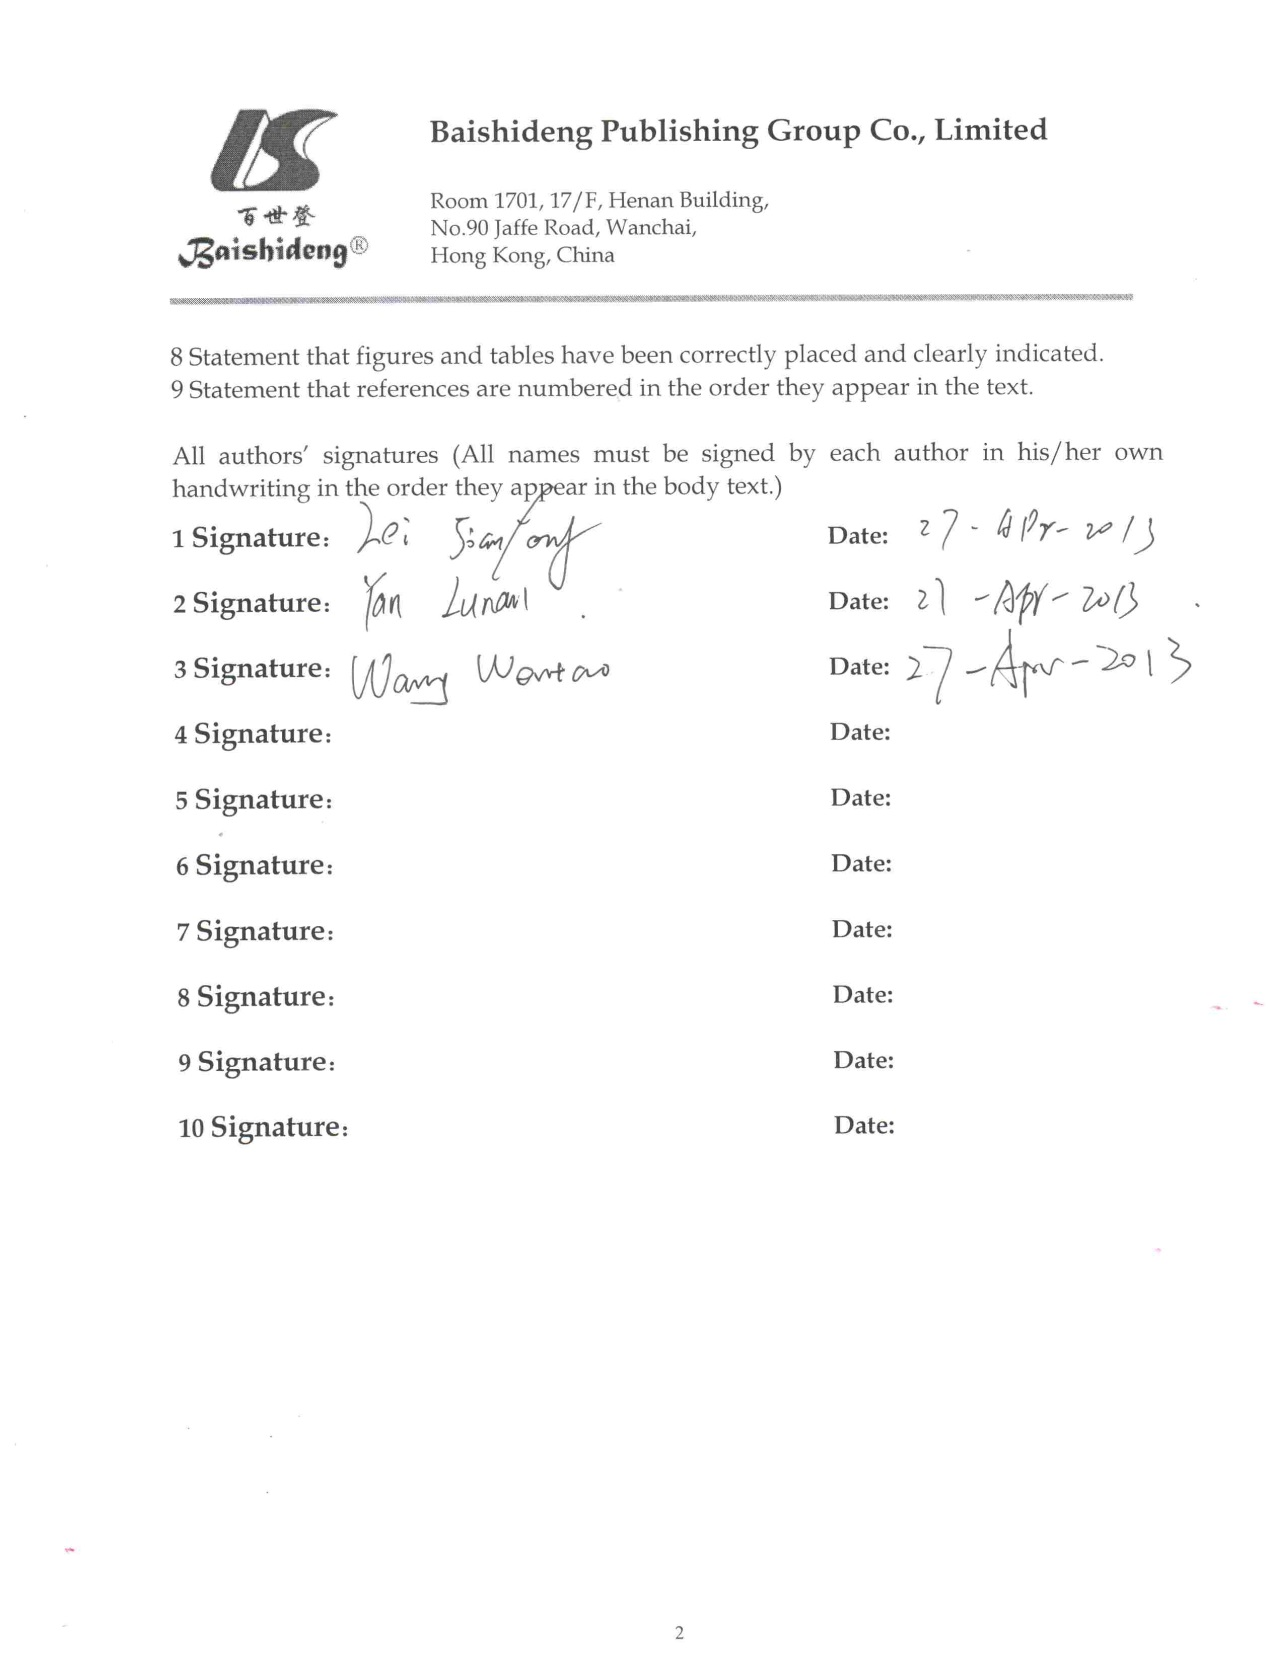 Baishideng Publishing Group Co., Limited
Room 1701, 17/F, Henan Building,
No.90 Jaffe Road, Wanchai,
Hong Kong, China
百世登
Baishideng®
8 Statement that figures and tables have been correctly placed and clearly indicated.
9 Statement that references are numbered in the order they appear in the text.
All authors' signatures (All names must be signed by each author in his/her own
handwriting in the order they appear in the body text.)
1 Signature: Lei Date: 27-Apr-2013
2 Signature: Yan Lunan Date: 27-Apr-2013
3 Signature: Wang Wentao Date: 27-Apr-2013
4 Signature: Date:
5 Signature: Date:
6 Signature: Date:
7 Signature: Date:
8 Signature: Date:
9 Signature: Date:
10 Signature: Date:
2